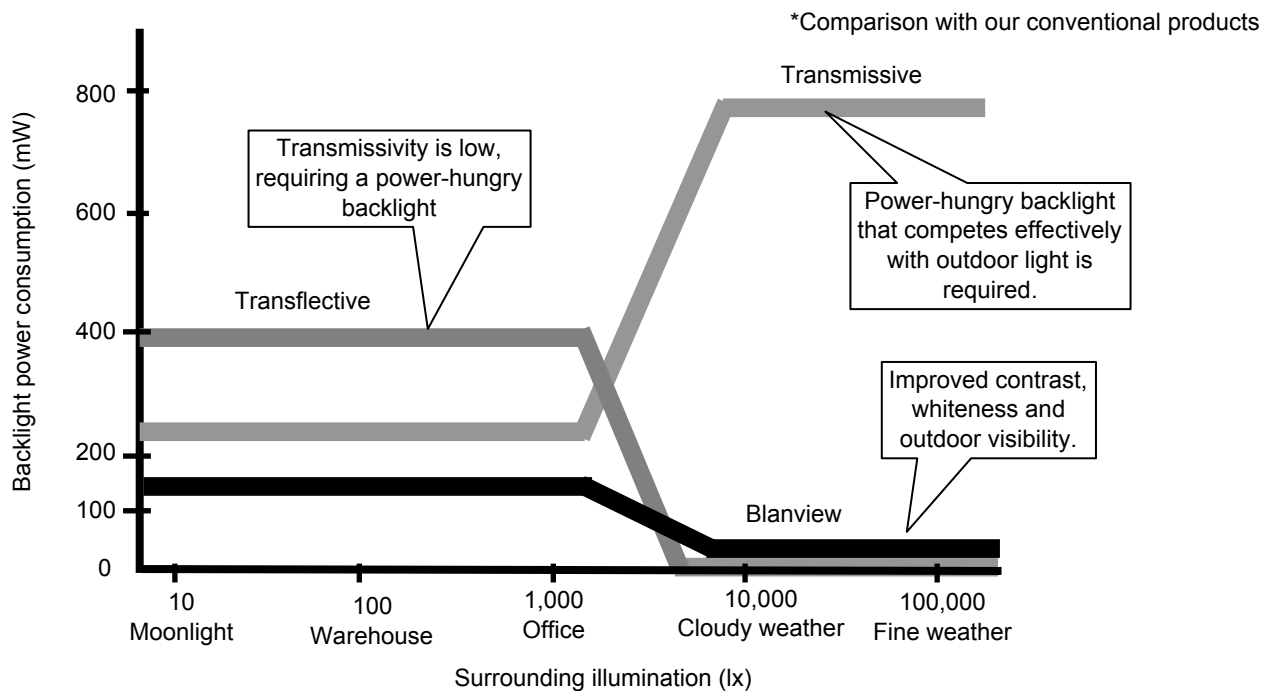 *Comparison with our conventional products
Transmissive
Backlight power consumption (mW)
800
600
400
200
100
0
Transmissivity is low,
requiring a power-hungry
backlight
Transflective
Power-hungry backlight
that competes effectively
with outdoor light is
required.
Improved contrast,
whiteness and
outdoor visibility.
Blanview
10
Moonlight
100
Warehouse
1,000
Office
10,000
Cloudy weather
100,000
Fine weather
Surrounding illumination (lx)